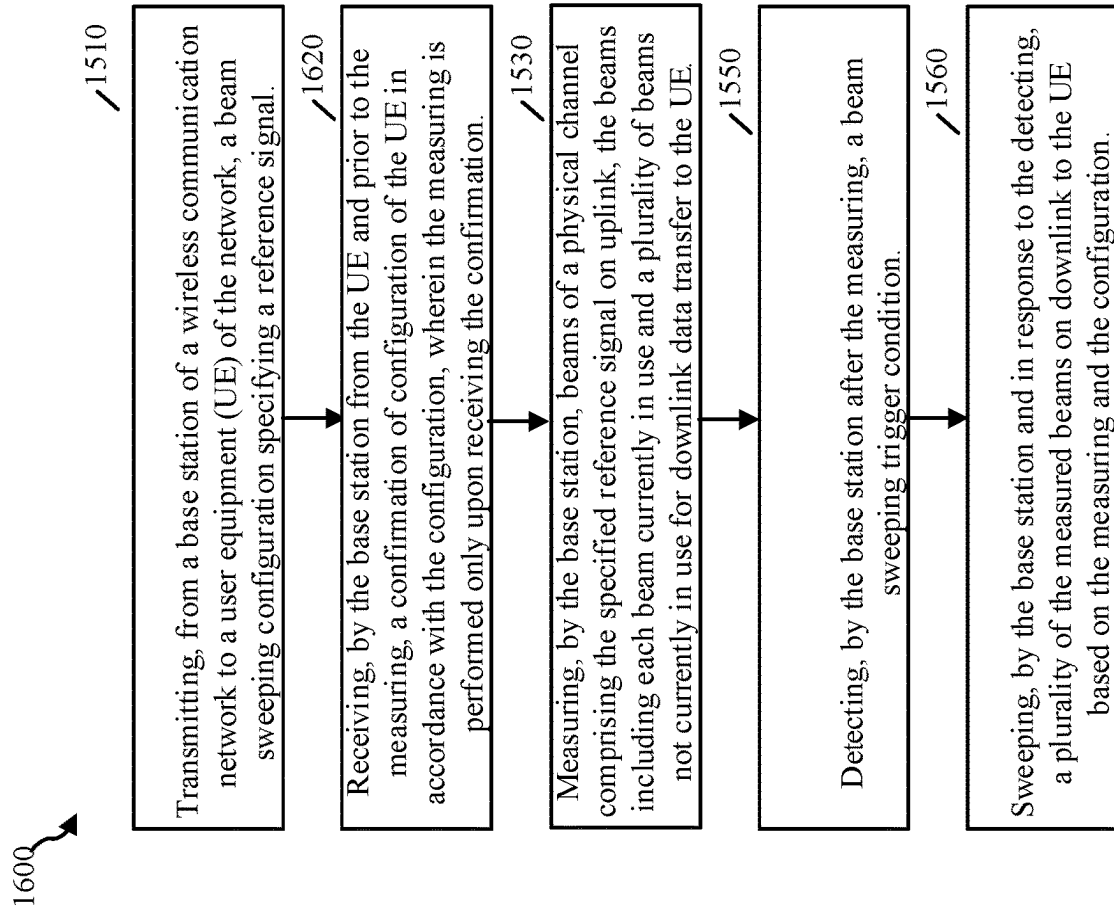 1600
1510
Transmitting, from a base station of a wireless communication
network to a user equipment (UE) of the network, a beam
sweeping configuration specifying a reference signal.
1620
Receiving, by the base station from the UE and prior to the
measuring, a confirmation of configuration of the UE in
accordance with the configuration, wherein the measuring is
performed only upon receiving the confirmation.
1530
Measuring, by the base station, beams of a physical channel
comprising the specified reference signal on uplink, the beams
including each beam currently in use and a plurality of beams
not currently in use for downlink data transfer to the UE.
1550
Detecting, by the base station after the measuring, a beam
sweeping trigger condition.
1560
Sweeping, by the base station and in response to the detecting,
a plurality of the measured beams on downlink to the UE
based on the measuring and the configuration.